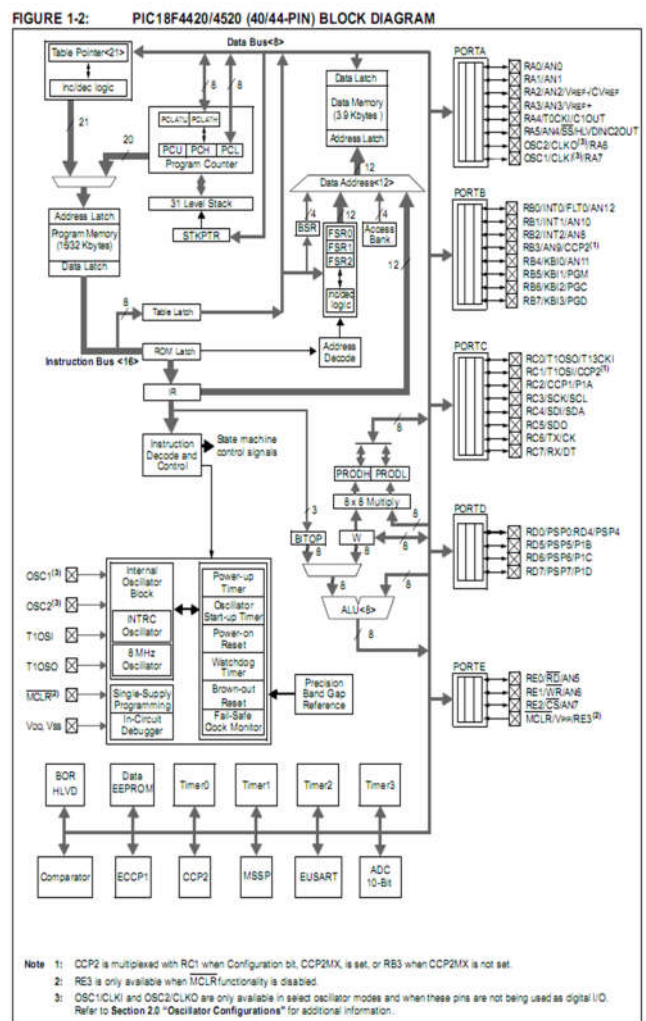 FIGURE 1-2: PIC18F4420/4520 (40/44-PIN) BLOCK DIAGRAM
Data Bus<8>
Table Pointer<21>
inc/dec logic
21
20
8
8
PCLATU PCLATH
PCU PCH PCL
Program Counter
31 Level Stack
STKPTR
Address Latch
Program Memory
(16/32 Kbytes)
Data Latch
8
Table Latch
Instruction Bus <16>
ROM Latch
IR
Data Latch
Data Memory
(3.9 Kbytes)
Address Latch
12
Data Address<12>
4
12
4
BSR
FSR0
FSR1
FSR2
Access
Bank
12
inc/dec
logic
Address
Decode
Instruction
Decode and
Control
State machine
control signals
8
PRODH PRODL
8 x 8 Multiply
3
8
BITOP
W
8
8
8
8
8
ALU<8>
8
OSC1(3)
OSC2(3)
T1OSI
T1OSO
MCLR(2)
VDD, VSS
Internal
Oscillator
Block
INTRC
Oscillator
8 MHz
Oscillator
Single-Supply
Programming
In-Circuit
Debugger
Power-up
Timer
Oscillator
Start-up Timer
Power-on
Reset
Watchdog
Timer
Brown-out
Reset
Fail-Safe
Clock Monitor
Precision
Band Gap
Reference
PORTA
RA0/AN0
RA1/AN1
RA2/AN2/VREF-/CVREF
RA3/AN3/VREF+
RA4/T0CKI/C1OUT
RA5/AN4/SS/HLVDIN/C2OUT
OSC2/CLKO(3)/RA6
OSC1/CLKI(3)/RA7
PORTB
RB0/INT0/FLT0/AN12
RB1/INT1/AN10
RB2/INT2/AN8
RB3/AN9/CCP2(1)
RB4/KBI0/AN11
RB5/KBI1/PGM
RB6/KBI2/PGC
RB7/KBI3/PGD
PORTC
RC0/T1OSO/T13CKI
RC1/T1OSI/CCP2(1)
RC2/CCP1/P1A
RC3/SCK/SCL
RC4/SDI/SDA
RC5/SDO
RC6/TX/CK
RC7/RX/DT
PORTD
RD0/PSP0:RD4/PSP4
RD5/PSP5/P1B
RD6/PSP6/P1C
RD7/PSP7/P1D
PORTE
RE0/RD/AN5
RE1/WR/AN6
RE2/CS/AN7
MCLR/VPP/RE3(2)
BOR
HLVD
Data
EEPROM
Timer0
Timer1
Timer2
Timer3
Comparator
ECCP1
CCP2
MSSP
EUSART
ADC
10-Bit
Note 1: CCP2 is multiplexed with RC1 when Configuration bit, CCP2MX, is set, or RB3 when CCP2MX is not set.
2: RE3 is only available when MCLR functionality is disabled.
3: OSC1/CLKI and OSC2/CLKO are only available in select oscillator modes and when these pins are not being used as digital I/O.
Refer to Section 2.0 "Oscillator Configurations" for additional information.